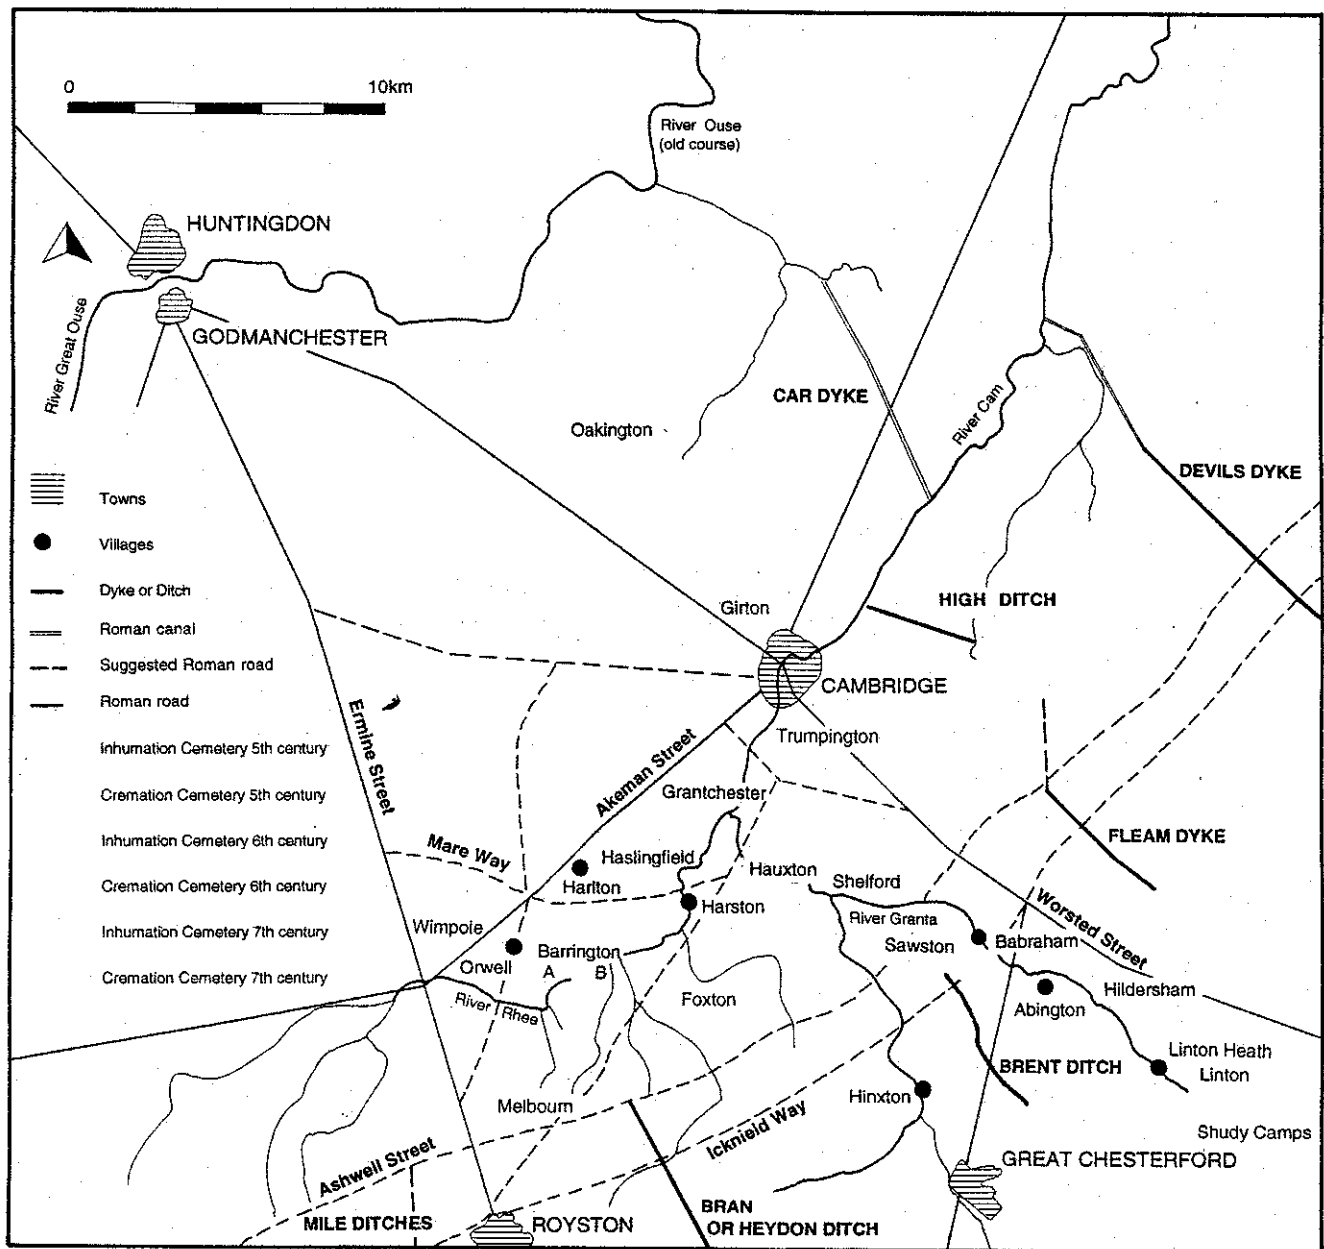 0 10km
River Ouse
(old course)
HUNTINGDON
GODMANCHESTER
River Great Ouse
CAR DYKE
River Cam
Oakington
DEVILS DYKE
Towns
Villages
Dyke or Ditch
Roman canal
Suggested Roman road
Roman road
Inhumation Cemetery 5th century
Cremation Cemetery 5th century
Inhumation Cemetery 6th century
Cremation Cemetery 6th century
Inhumation Cemetery 7th century
Cremation Cemetery 7th century
Girton
HIGH DITCH
CAMBRIDGE
Ermine Street
Akeman Street
Trumpington
Grantchester
FLEAM DYKE
Mare Way
Haslingfield
Harlton
Hauxton
Shelford
Harston
River Granta
Worsted Street
Wimpole
Sawston
Babraham
Orwell
Barrington
A B
Foxton
Hildersham
Abington
River Rhee
Linton Heath
Linton
BRENT DITCH
Hinxton
Melbourn
Icknield Way
Shudy Camps
Ashwell Street
GREAT CHESTERFORD
MILE DITCHES
ROYSTON
BRAN
OR HEYDON DITCH